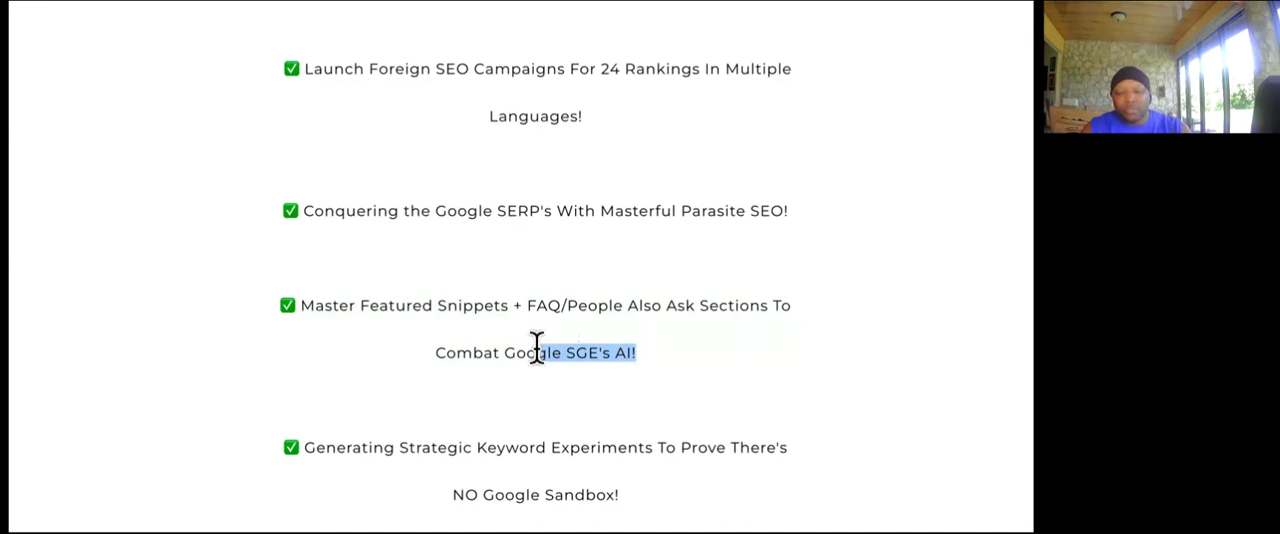 ✅ Launch Foreign SEO Campaigns For 24 Rankings In Multiple
Languages!
✅ Conquering the Google SERP's With Masterful Parasite SEO!
✅ Master Featured Snippets + FAQ/People Also Ask Sections To
Combat Google SGE's AI!
✅ Generating Strategic Keyword Experiments To Prove There's
NO Google Sandbox!